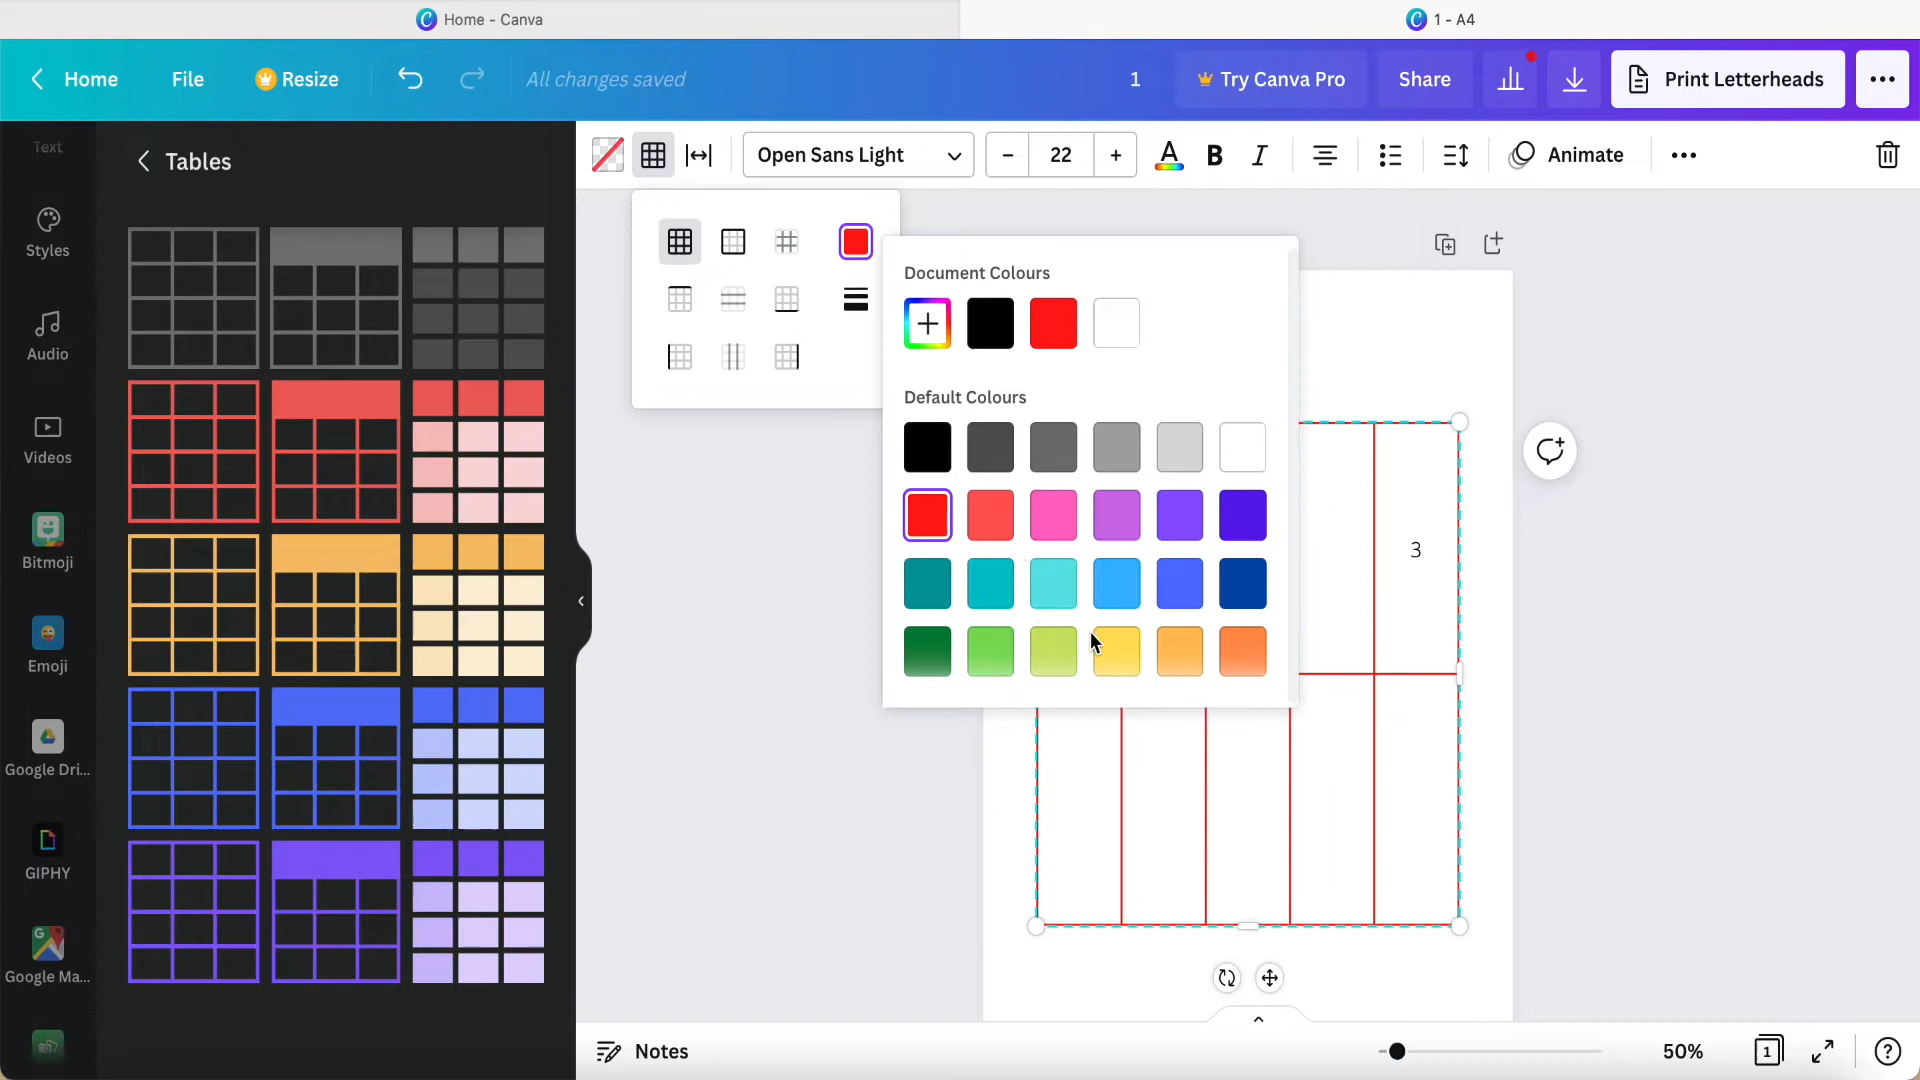 Home - Canva
1 - A4
Home
File
Resize
All changes saved
1
Try Canva Pro
Share
Print Letterheads
Text
Styles
Audio
Videos
Bitmoji
Emoji
Google Dri...
GIPHY
Google Ma...
Tables
Open Sans Light
22
A
B
I
Animate
Document Colours
Default Colours
3
Notes
50%
1